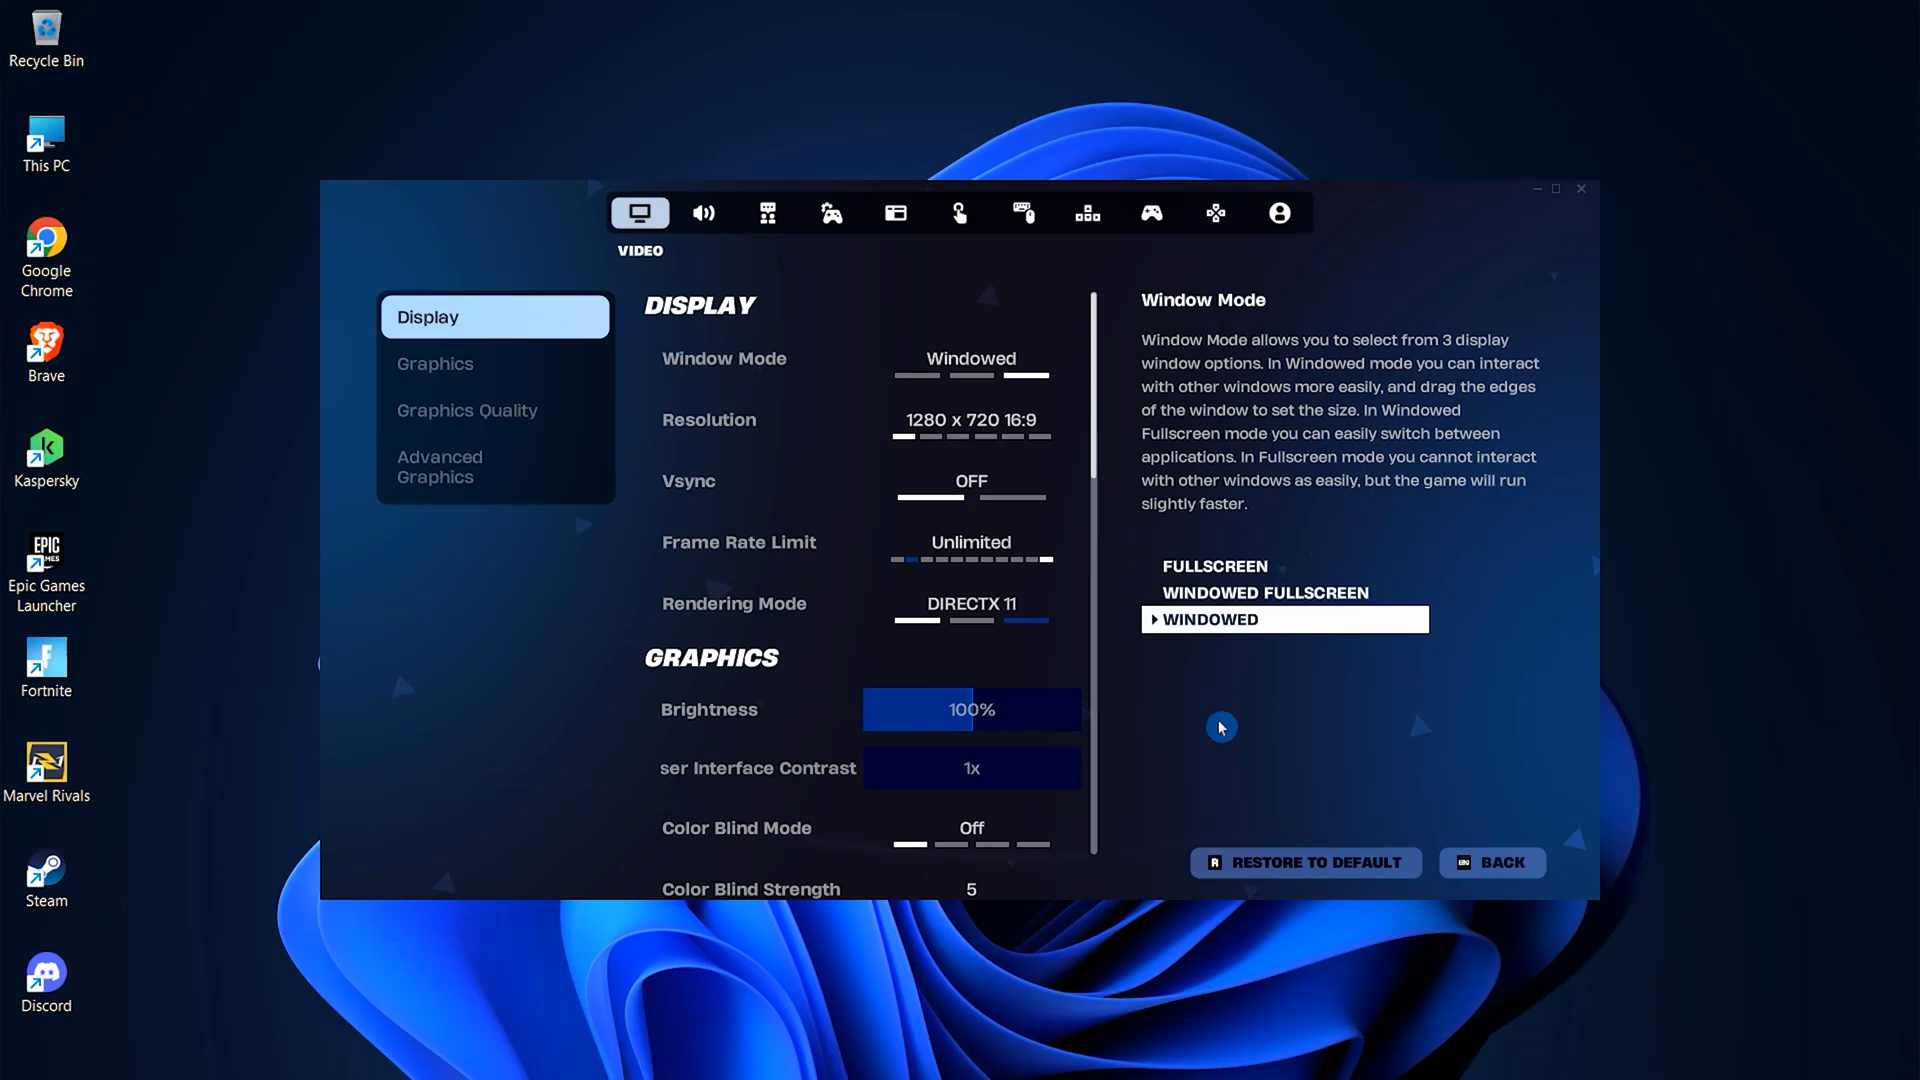 Recycle Bin
This PC
Google
Chrome
Brave
Kaspersky
EPIC
Epic Games
Launcher
Fortnite
Marvel Rivals
Steam
Discord
VIDEO
Display
Graphics
Graphics Quality
Advanced
Graphics
DISPLAY
Window Mode Windowed
Resolution 1280 x 720 16:9
Vsync OFF
Frame Rate Limit Unlimited
Rendering Mode DIRECTX 11
GRAPHICS
Brightness 100%
ser Interface Contrast 1x
Color Blind Mode Off
Color Blind Strength 5
Window Mode
Window Mode allows you to select from 3 display
window options. In Windowed mode you can interact
with other windows more easily, and drag the edges
of the window to set the size. In Windowed
Fullscreen mode you can easily switch between
applications. In Fullscreen mode you cannot interact
with other windows as easily, but the game will run
slightly faster.
FULLSCREEN
WINDOWED FULLSCREEN
WINDOWED
R RESTORE TO DEFAULT
BACK